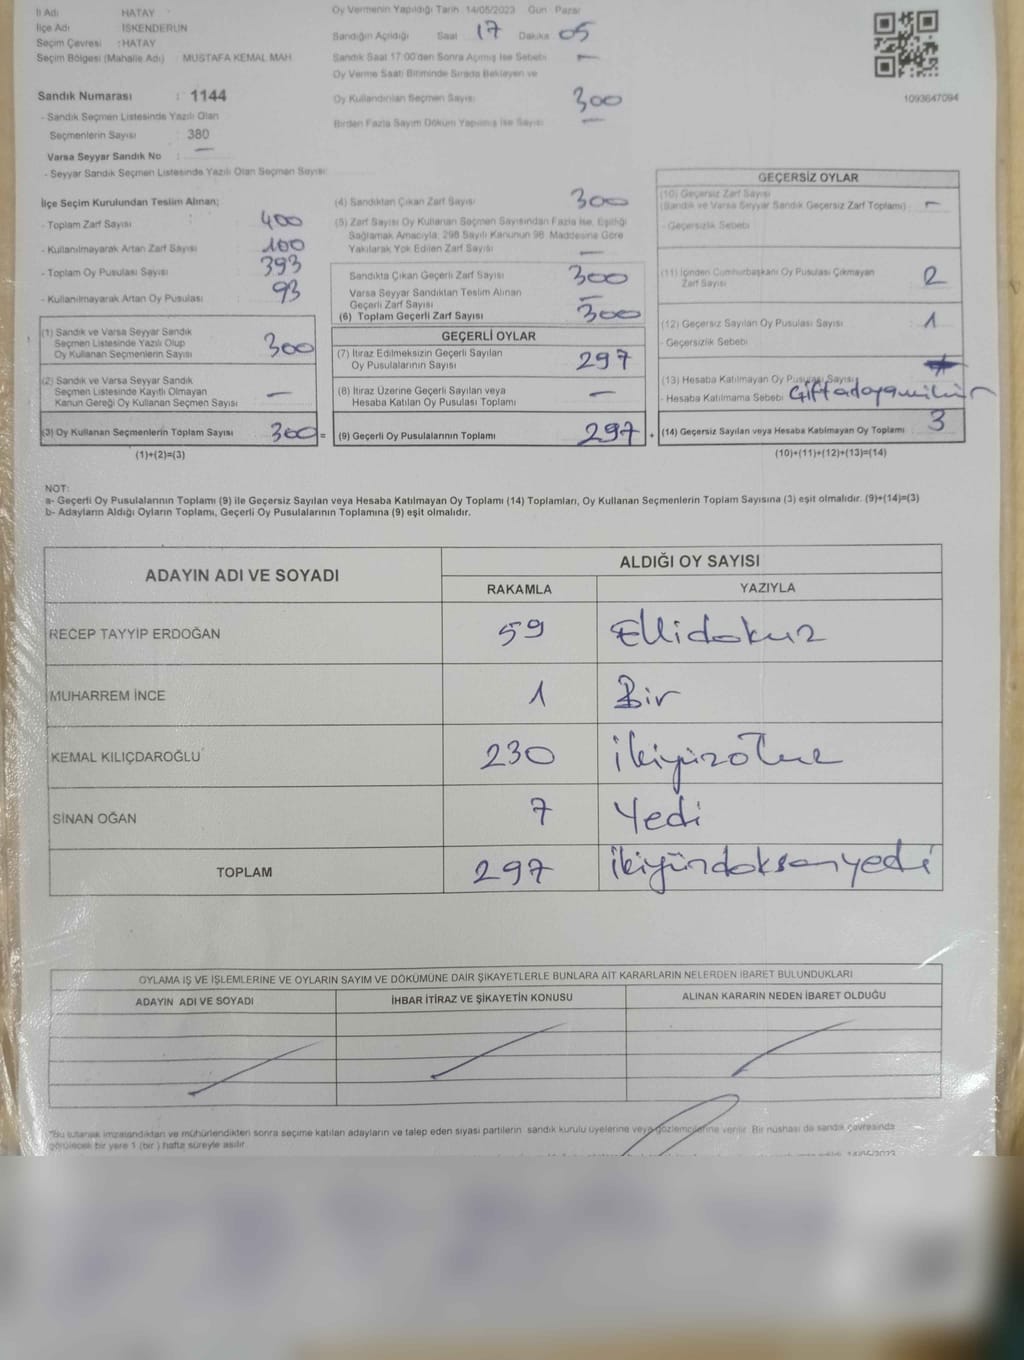 İli Adı HATAY
İlçe Adı İSKENDERUN
Seçim Çevresi : HATAY
Seçim Bölgesi (Mahalle Adı) MUSTAFA KEMAL MAH
Oy Vermenin Yapıldığı Tarih 14/05/2023 Gün Pazar
Sandığın Açıldığı Saat 17 Dakika 05
Sandık Saat 17:00'den Sonra Açılmış İse Sebebi —
Oy Verme Saati Bitiminde Sırada Bekleyen ve
Oy Kullandırılan Seçmen Sayısı 300
Birden Fazla Sayım Döküm Yapılmış İse Sayısı —
1093647094
Sandık Numarası : 1144
- Sandık Seçmen Listesinde Yazılı Olan
Seçmenlerin Sayısı : 380
Varsa Seyyar Sandık No : —
- Seyyar Sandık Seçmen Listesinde Yazılı Olan Seçmen Sayısı
İlçe Seçim Kurulundan Teslim Alınan;
- Toplam Zarf Sayısı : 400
- Kullanılmayarak Artan Zarf Sayısı 100
- Toplam Oy Pusulası Sayısı 393
- Kullanılmayarak Artan Oy Pusulası : 93
(1) Sandık ve Varsa Seyyar Sandık
Seçmen Listesinde Yazılı Olup
Oy Kullanan Seçmenlerin Sayısı 300
(2) Sandık ve Varsa Seyyar Sandık
Seçmen Listesinde Kayıtlı Olmayan
Kanun Gereği Oy Kullanan Seçmen Sayısı —
(3) Oy Kullanan Seçmenlerin Toplam Sayısı 300 =
(1)+(2)=(3)
(4) Sandıktan Çıkan Zarf Sayısı 300
(5) Zarf Sayısı Oy Kullanan Seçmen Sayısından Fazla İse, Eşitliği
Sağlamak Amacıyla, 298 Sayılı Kanunun 98. Maddesine Göre
Yakılarak Yok Edilen Zarf Sayısı —
Sandıkta Çıkan Geçerli Zarf Sayısı 300
Varsa Seyyar Sandıktan Teslim Alınan
Geçerli Zarf Sayısı —
(6) Toplam Geçerli Zarf Sayısı 300
GEÇERLİ OYLAR
(7) İtiraz Edilmeksizin Geçerli Sayılan
Oy Pusulalarının Sayısı 297
(8) İtiraz Üzerine Geçerli Sayılan veya
Hesaba Katılan Oy Pusulası Toplamı —
(9) Geçerli Oy Pusulalarının Toplamı 297 +
GEÇERSİZ OYLAR
(10) Geçersiz Zarf Sayısı
(Sandık ve Varsa Seyyar Sandık Geçersiz Zarf Toplamı) —
- Geçersizlik Sebebi
(11) İçinden Cumhurbaşkanı Oy Pusulası Çıkmayan
Zarf Sayısı 2
(12) Geçersiz Sayılan Oy Pusulası Sayısı 1
- Geçersizlik Sebebi
(13) Hesaba Katılmayan Oy Pusulası Sayısı
- Hesaba Katılmama Sebebi
(14) Geçersiz Sayılan veya Hesaba Katılmayan Oy Toplamı 3
(10)+(11)+(12)+(13)=(14)
NOT:
a- Geçerli Oy Pusulalarının Toplamı (9) ile Geçersiz Sayılan veya Hesaba Katılmayan Oy Toplamı (14) Toplamları, Oy Kullanan Seçmenlerin Toplam Sayısına (3) eşit olmalıdır. (9)+(14)=(3)
b- Adayların Aldığı Oyların Toplamı, Geçerli Oy Pusulalarının Toplamına (9) eşit olmalıdır.
ADAYIN ADI VE SOYADI ALDIĞI OY SAYISI
RAKAMLA YAZIYLA
RECEP TAYYİP ERDOĞAN 59 Ellidokuz
MUHARREM İNCE 1 Bir
KEMAL KILIÇDAROĞLU 230 ikiyüzotuz
SİNAN OĞAN 7 Yedi
TOPLAM 297 ikiyüzdoksanyedi
OYLAMA İŞ VE İŞLEMLERİNE VE OYLARIN SAYIM VE DÖKÜMÜNE DAİR ŞİKAYETLERLE BUNLARA AİT KARARLARIN NELERDEN İBARET BULUNDUKLARI
ADAYIN ADI VE SOYADI İHBAR İTİRAZ VE ŞİKAYETİN KONUSU ALINAN KARARIN NEDEN İBARET OLDUĞU
*Bu tutanak imzalandıktan ve mühürlendikten sonra seçime katılan adayların ve talep eden siyasi partilerin sandık kurulu üyelerine veya gözlemcilerine verilir. Bir nüshası da sandık çevresinde
görülecek bir yere 1 (bir) hafta süreyle asılır.
14/05/2023